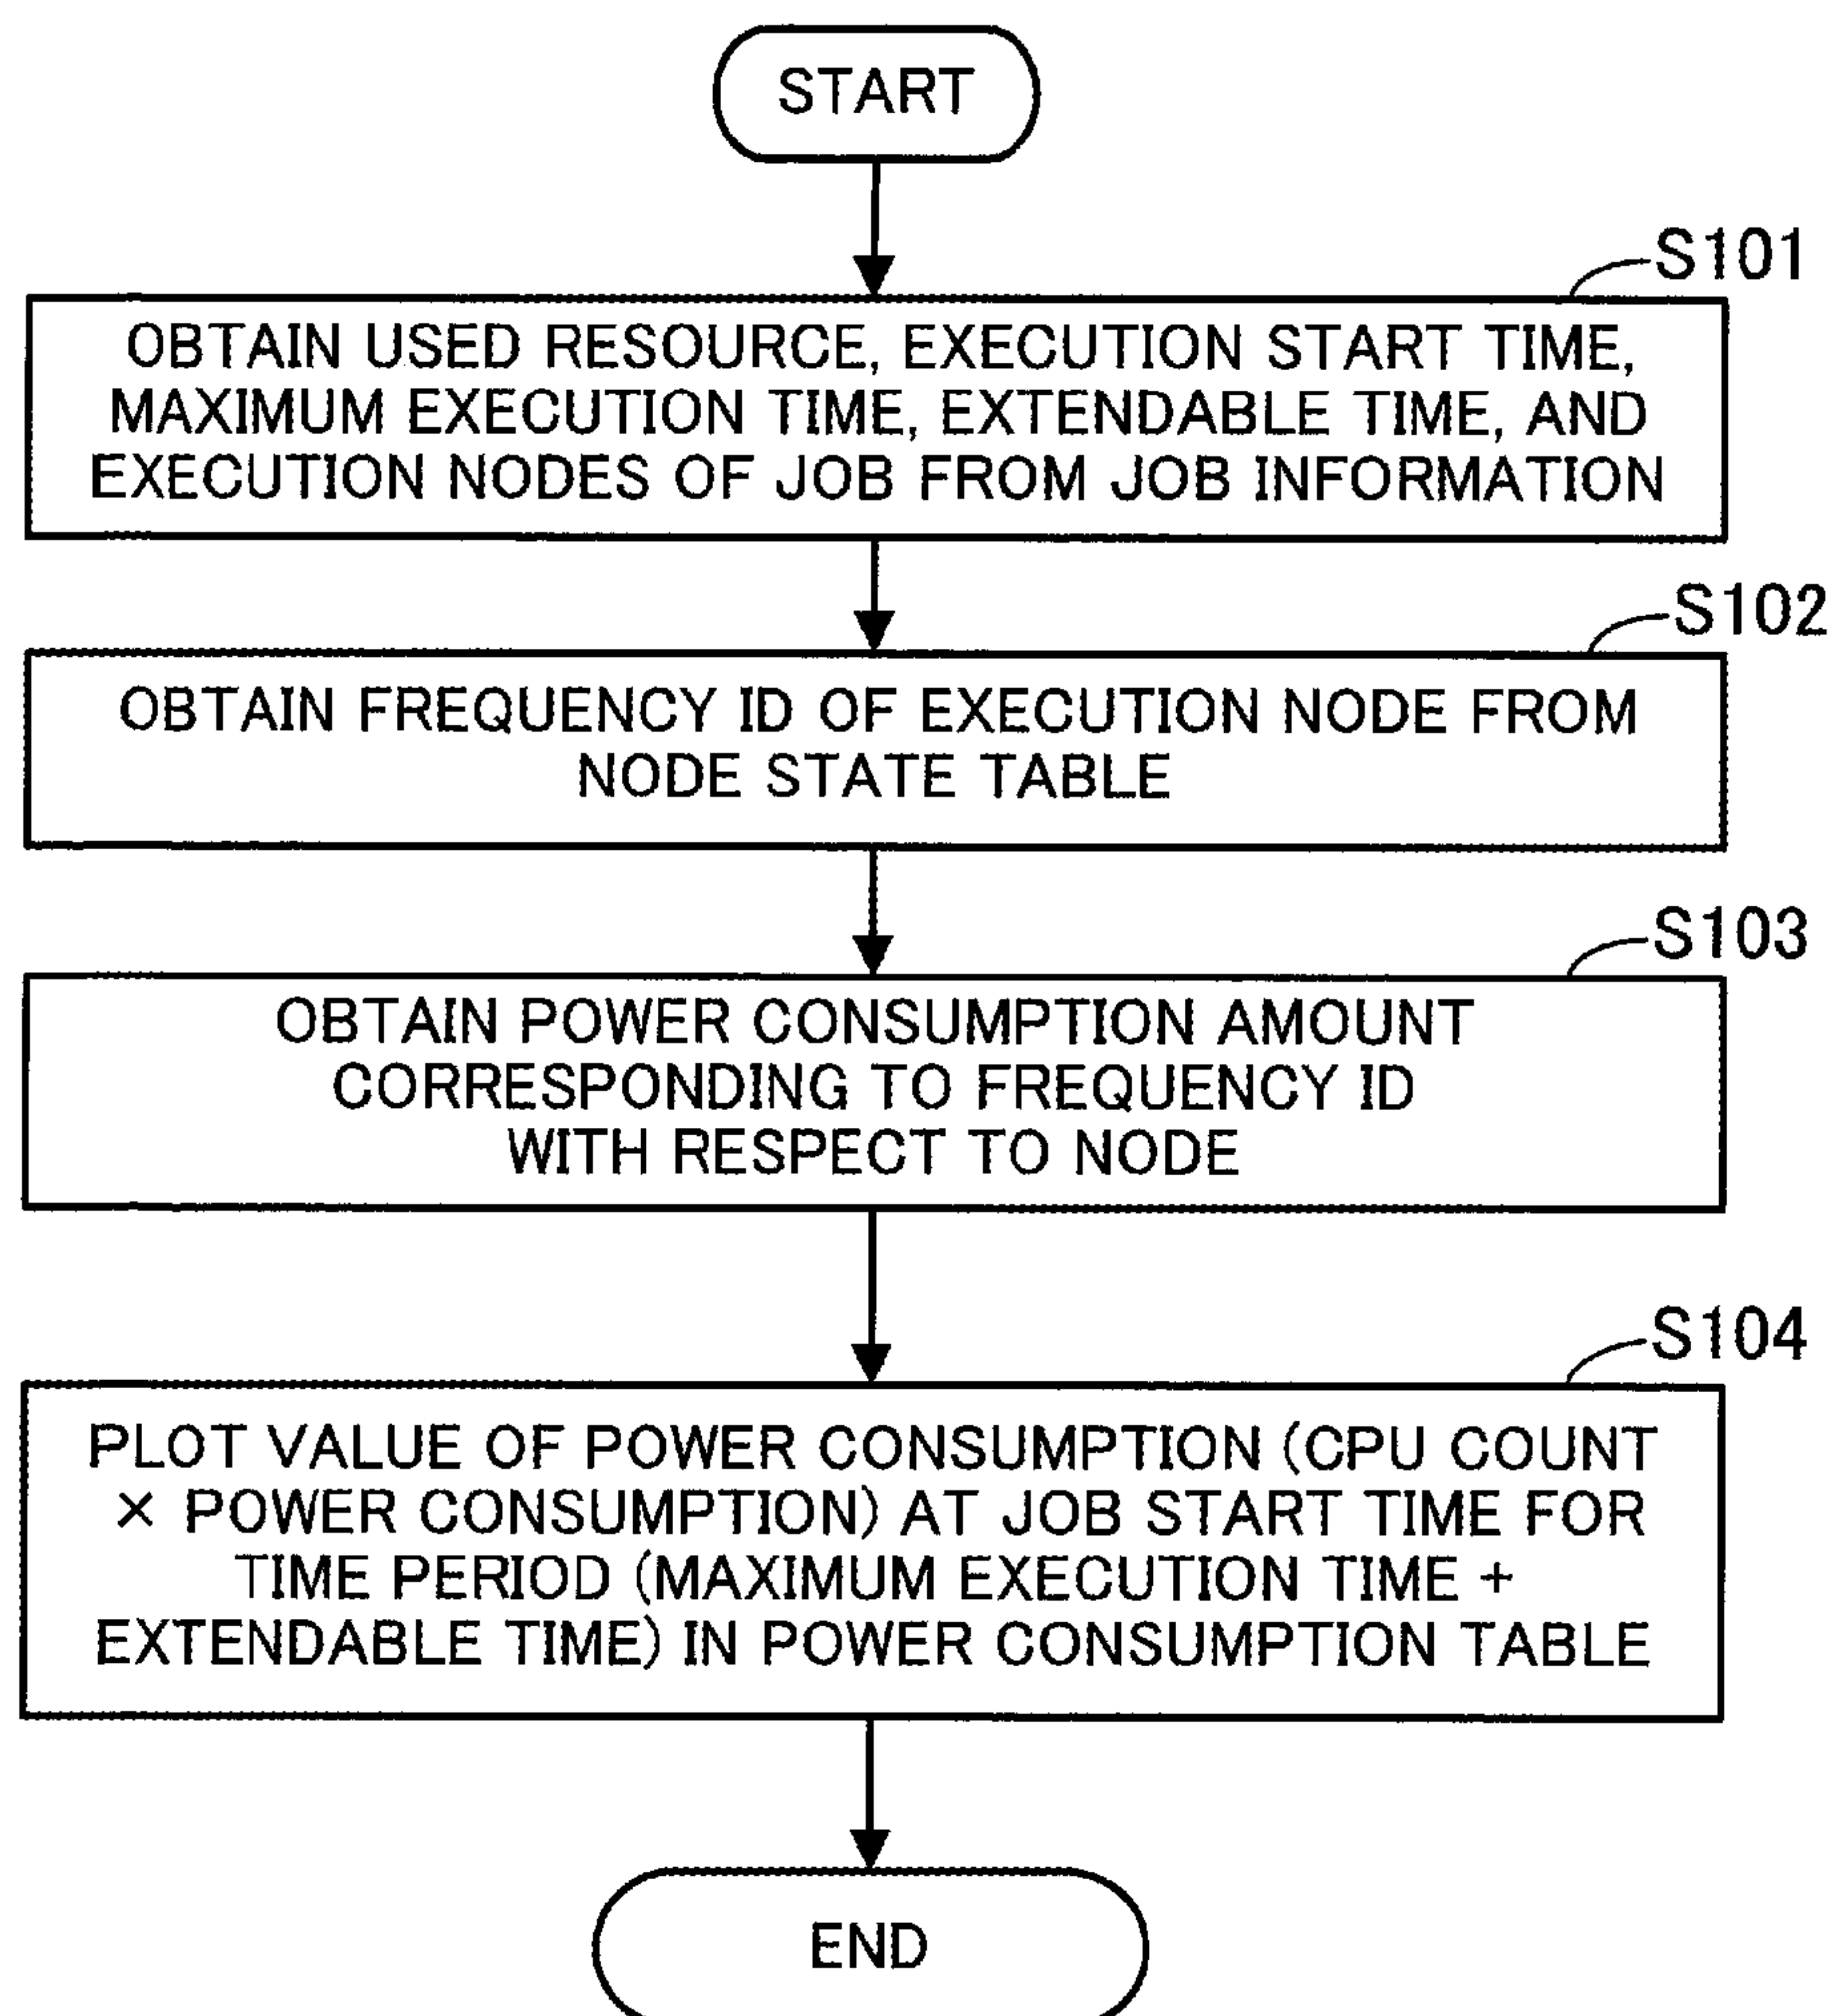 START
S101
OBTAIN USED RESOURCE, EXECUTION START TIME,
MAXIMUM EXECUTION TIME, EXTENDABLE TIME, AND
EXECUTION NODES OF JOB FROM JOB INFORMATION
S102
OBTAIN FREQUENCY ID OF EXECUTION NODE FROM
NODE STATE TABLE
S103
OBTAIN POWER CONSUMPTION AMOUNT
CORRESPONDING TO FREQUENCY ID
WITH RESPECT TO NODE
S104
PLOT VALUE OF POWER CONSUMPTION (CPU COUNT
× POWER CONSUMPTION) AT JOB START TIME FOR
TIME PERIOD (MAXIMUM EXECUTION TIME +
EXTENDABLE TIME) IN POWER CONSUMPTION TABLE
END